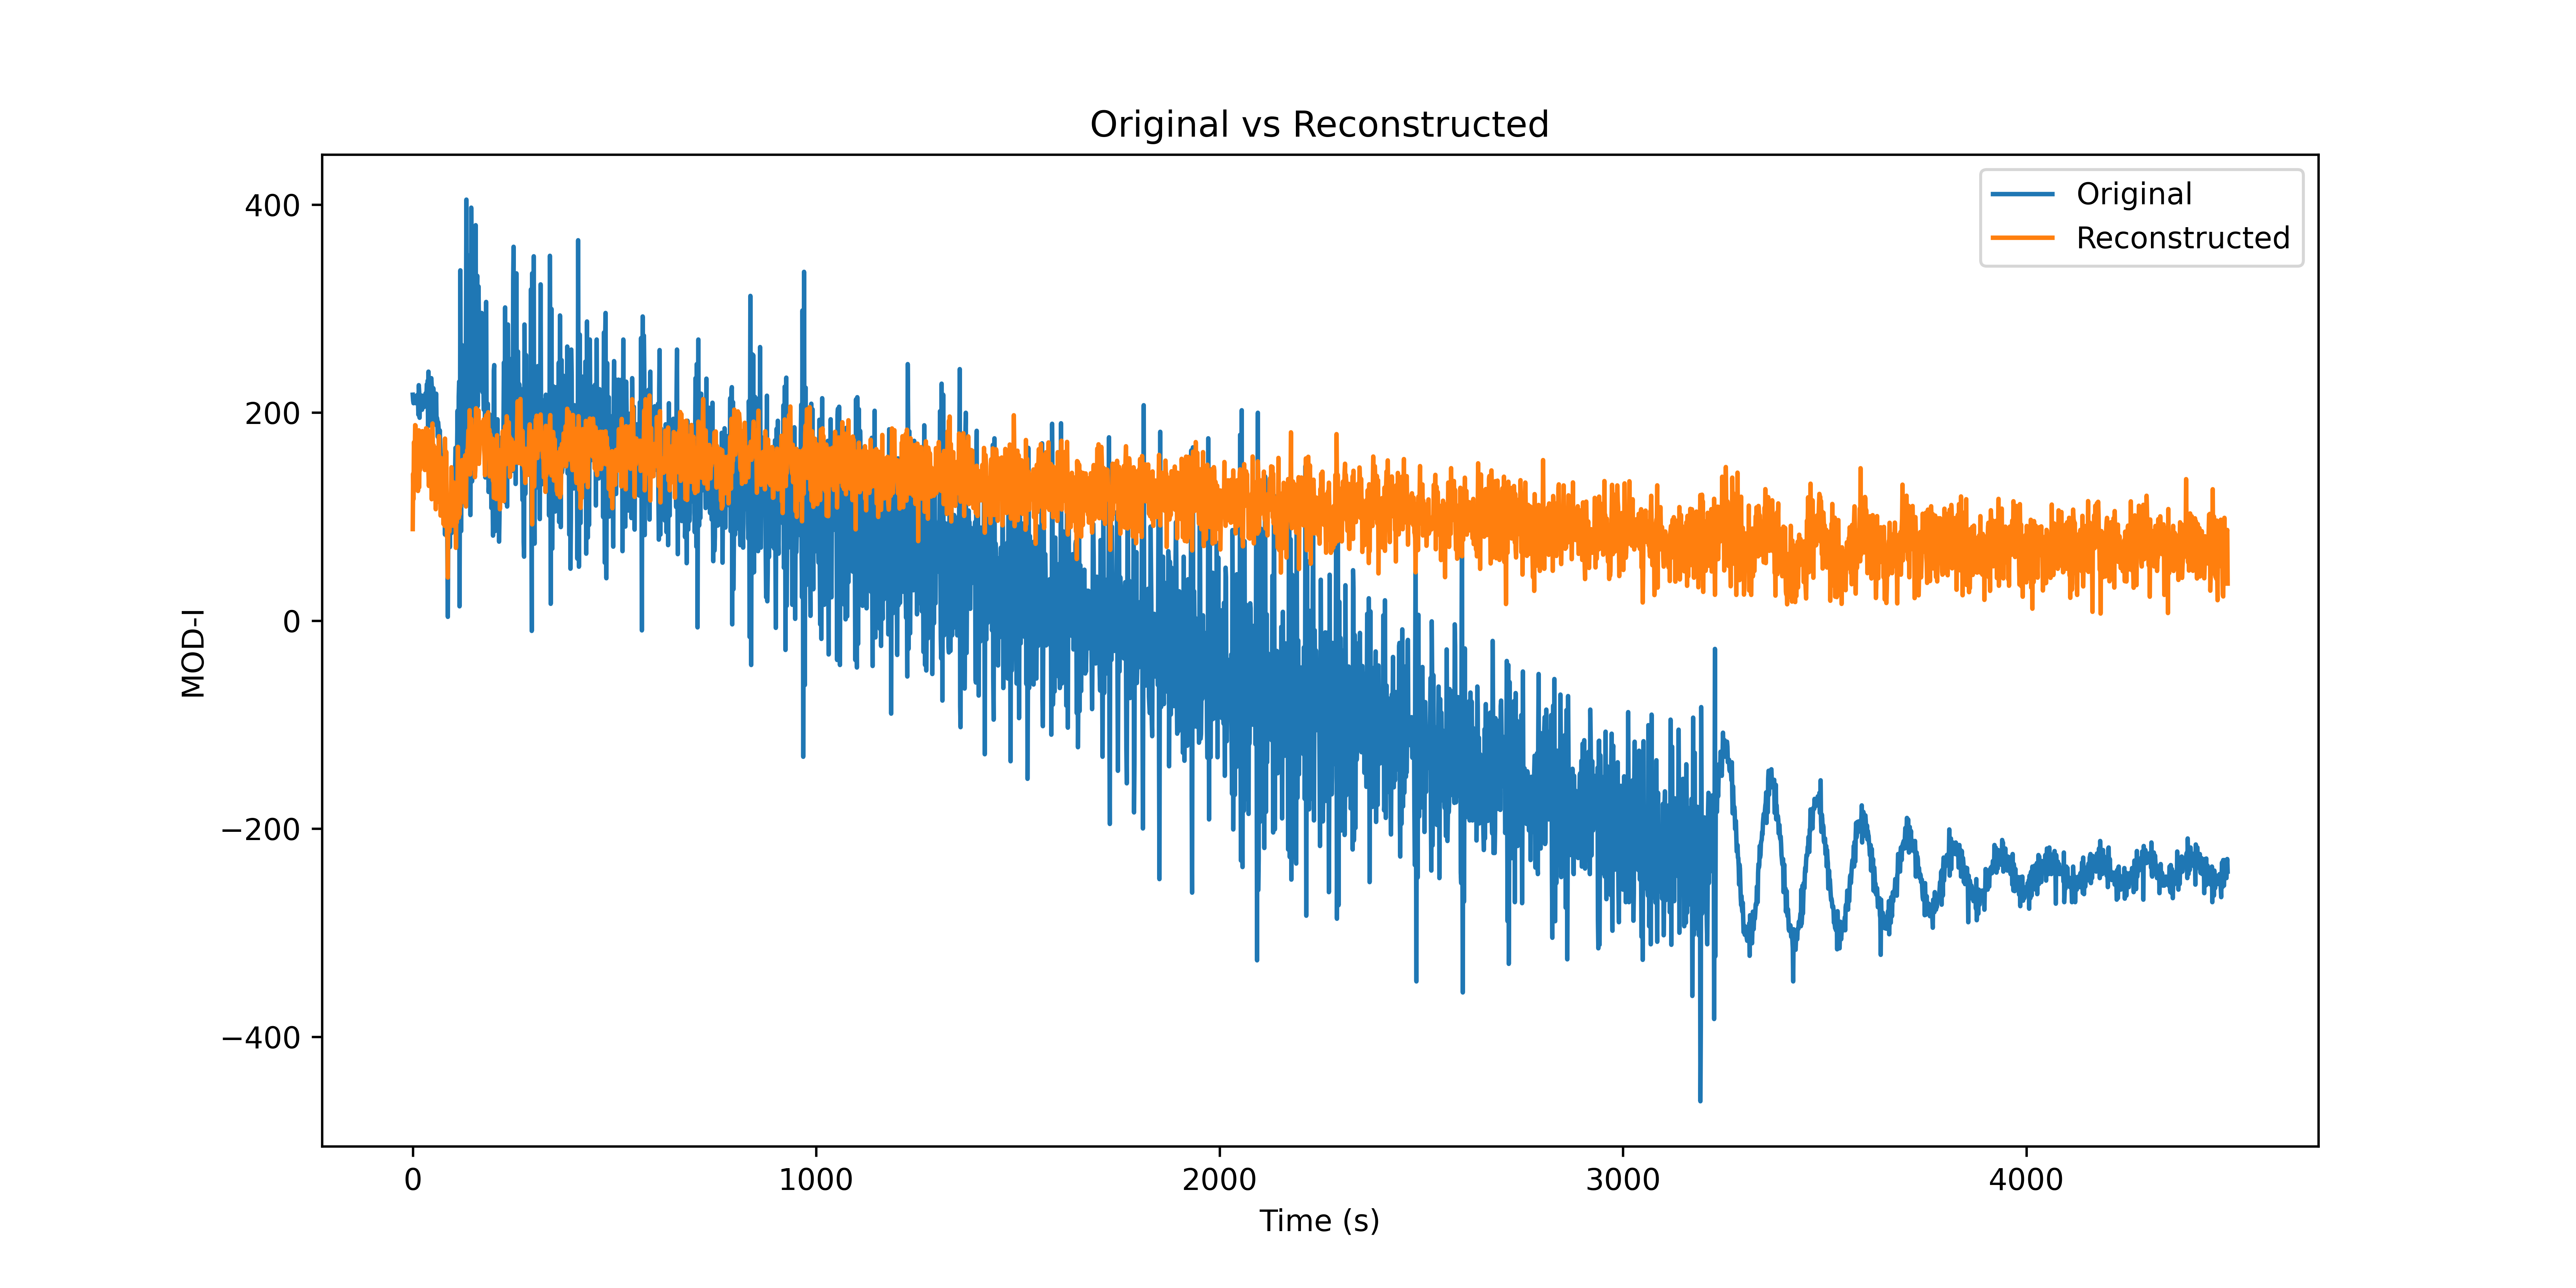 Original vs Reconstructed
Original
Reconstructed
400
200
0
−200
−400
MOD-I
0
1000
2000
3000
4000
Time (s)